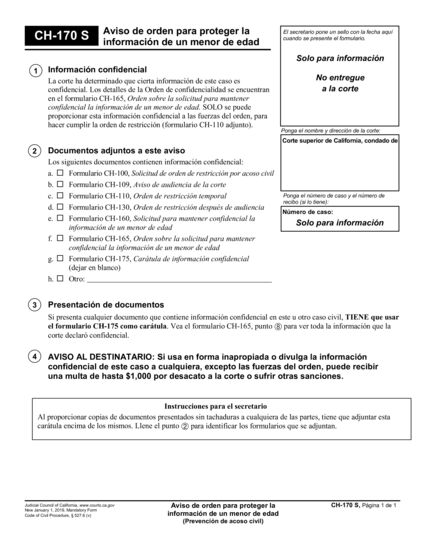 CH-170 S
Aviso de orden para proteger la
información de un menor de edad
El secretario pone un sello con la fecha aquí
cuando se presente el formulario.
Solo para información
No entregue
a la corte
Ponga el nombre y dirección de la corte:
Corte superior de California, condado de
Ponga el número de caso y el número de
recibo (si lo tiene):
Número de caso:
Solo para información
1 Información confidencial
La corte ha determinado que cierta información de este caso es
confidencial. Los detalles de la Orden de confidencialidad se encuentran
en el formulario CH-165, Orden sobre la solicitud para mantener
confidencial la información de un menor de edad. SOLO se puede
proporcionar esta información confidencial a las fuerzas del orden, para
hacer cumplir la orden de restricción (formulario CH-110 adjunto).
2 Documentos adjuntos a este aviso
Los siguientes documentos contienen información confidencial:
a. ☐ Formulario CH-100, Solicitud de orden de restricción por acoso civil
b. ☐ Formulario CH-109, Aviso de audiencia de la corte
c. ☐ Formulario CH-110, Orden de restricción temporal
d. ☐ Formulario CH-130, Orden de restricción después de audiencia
e. ☐ Formulario CH-160, Solicitud para mantener confidencial la
información de un menor de edad
f. ☐ Formulario CH-165, Orden sobre la solicitud para mantener
confidencial la información de un menor de edad
g. ☐ Formulario CH-175, Carátula de información confidencial
(dejar en blanco)
h. ☐ Otro:
3 Presentación de documentos
Si presenta cualquier documento que contiene información confidencial en este u otro caso civil, TIENE que usar
el formulario CH-175 como carátula. Vea el formulario CH-165, punto ⑧ para ver toda la información que la
corte declaró confidencial.
4 AVISO AL DESTINATARIO: Si usa en forma inapropiada o divulga la información
confidencial de este caso a cualquiera, excepto las fuerzas del orden, puede recibir
una multa de hasta $1,000 por desacato a la corte o sufrir otras sanciones.
Instrucciones para el secretario
Al proporcionar copias de documentos presentados sin tachaduras a cualquiera de las partes, tiene que adjuntar esta
carátula encima de los mismos. Llene el punto ② para identificar los formularios que se adjuntan.
Judicial Council of California, www.courts.ca.gov
New January 1, 2019, Mandatory Form
Code of Civil Procedure, § 527.6 (v)
Aviso de orden para proteger la
información de un menor de edad
(Prevención de acoso civil)
CH-170 S, Página 1 de 1